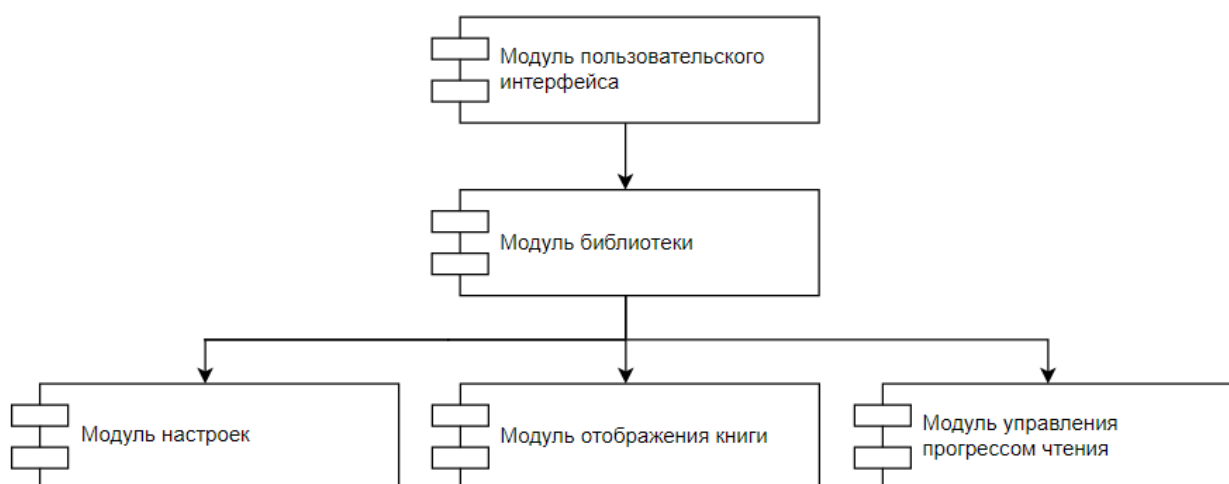 Модуль пользовательского
интерфейса
Модуль библиотеки
Модуль настроек
Модуль отображения книги
Модуль управления
прогрессом чтения